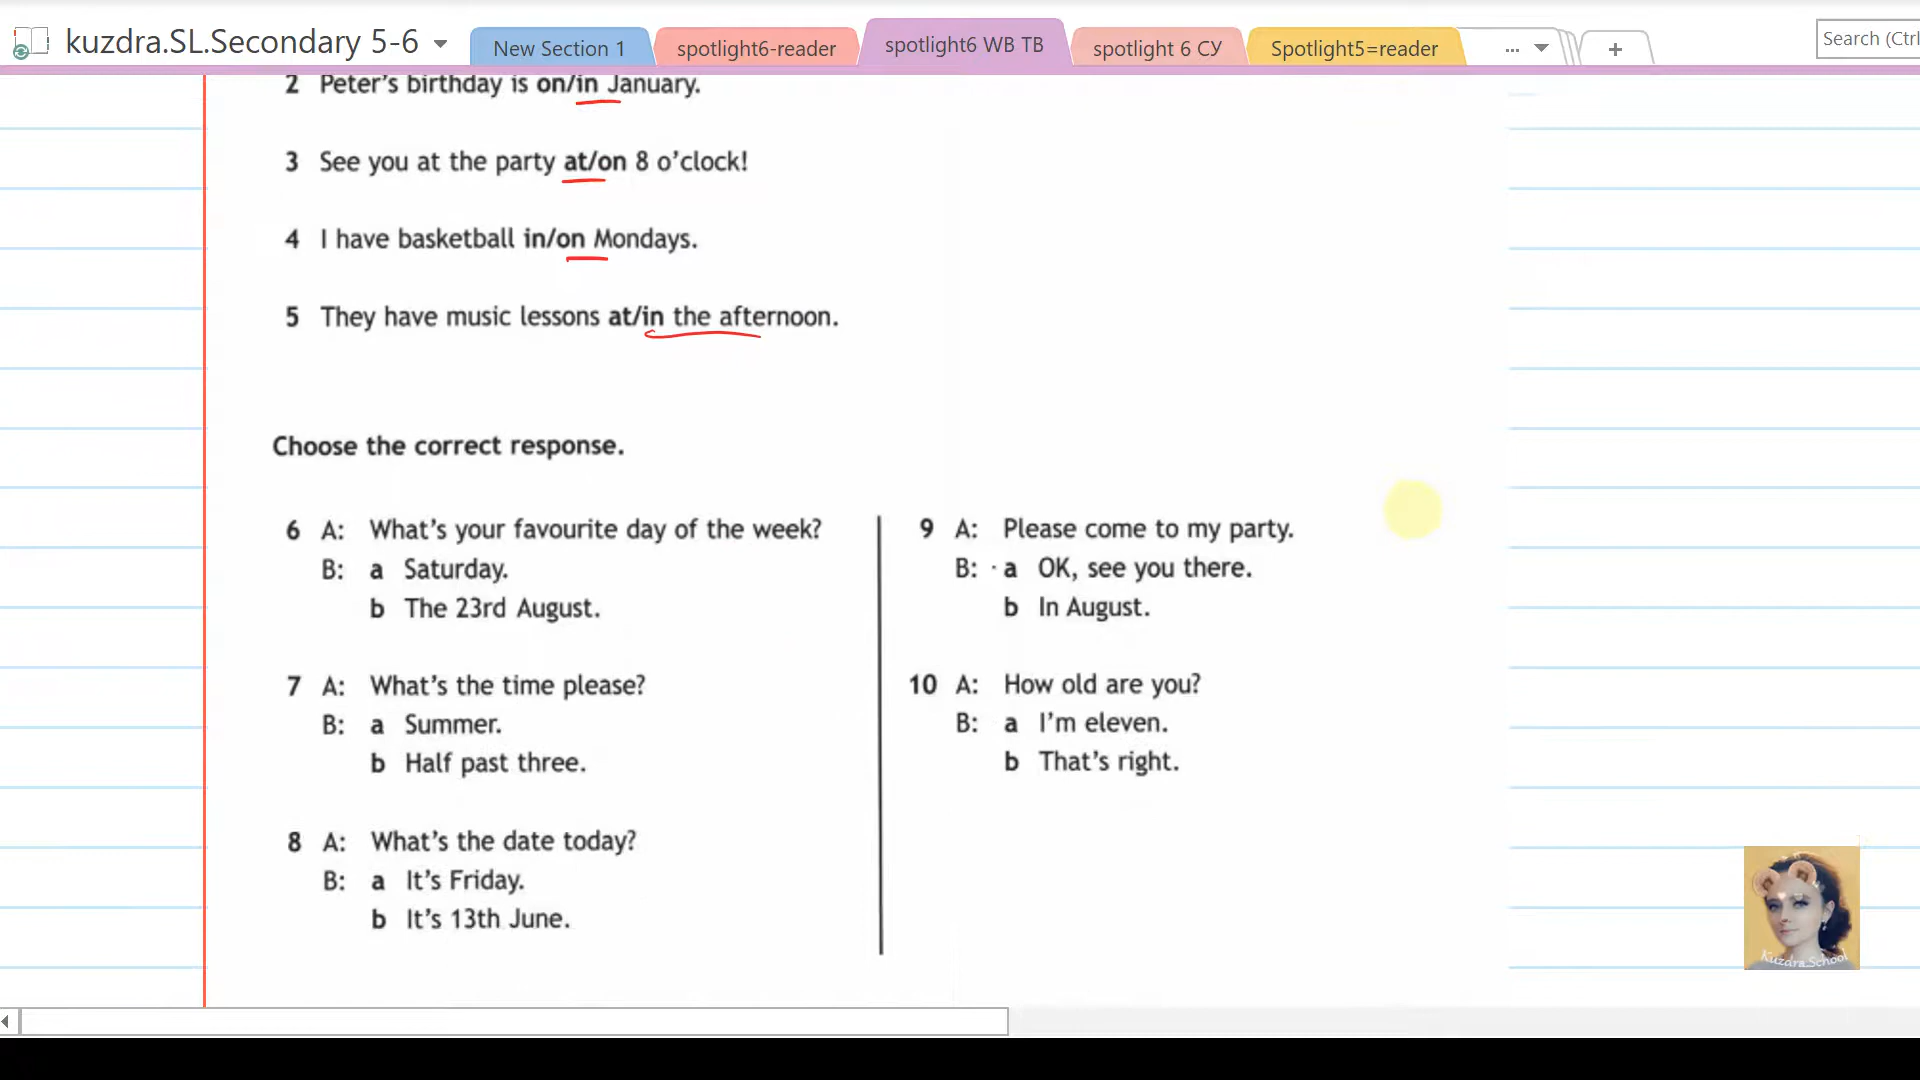 kuzdra.SL.Secondary 5-6
New Section 1
spotlight6-reader
spotlight6 WB TB
spotlight 6 СУ
Spotlight5=reader
...
+
Search (Ctrl
2 Peter's birthday is on/in January.
3 See you at the party at/on 8 o'clock!
4 I have basketball in/on Mondays.
5 They have music lessons at/in the afternoon.
Choose the correct response.
6 A: What's your favourite day of the week?
B: a Saturday.
b The 23rd August.
7 A: What's the time please?
B: a Summer.
b Half past three.
8 A: What's the date today?
B: a It's Friday.
b It's 13th June.
9 A: Please come to my party.
B: a OK, see you there.
b In August.
10 A: How old are you?
B: a I'm eleven.
b That's right.
Kuzdra_School